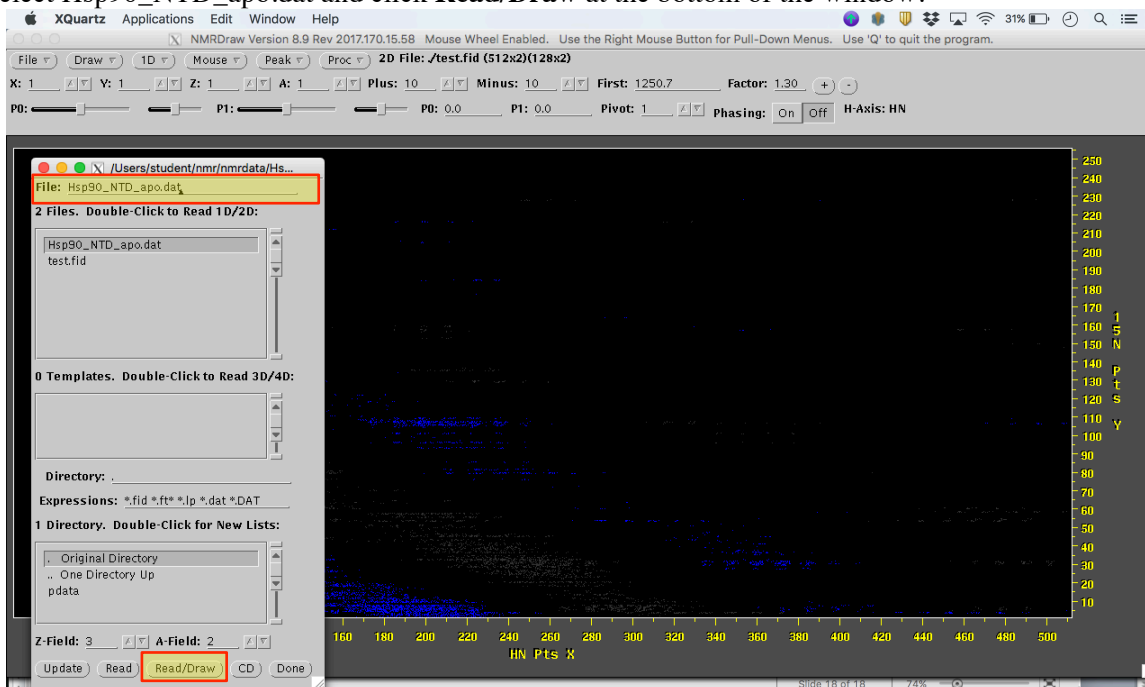 elect Hsp90_NTD_apo.dat and click Read/Draw at the bottom of the window.
XQuartz Applications Edit Window Help 31%
NMRDraw Version 8.9 Rev 2017.170.15.58 Mouse Wheel Enabled. Use the Right Mouse Button for Pull-Down Menus. Use 'Q' to quit the program.
File Draw 1D Mouse Peak Proc 2D File: ./test.fid (512x2)(128x2)
X: 1 Y: 1 Z: 1 A: 1 Plus: 10 Minus: 10 First: 1250.7 Factor: 1.30 + -
P0: P1: P0: 0.0 P1: 0.0 Pivot: 1 Phasing: On Off H-Axis: HN
/Users/student/nmr/nmrdata/Hs...
File: Hsp90_NTD_apo.dat
2 Files. Double-Click to Read 1D/2D:
Hsp90_NTD_apo.dat
test.fid
0 Templates. Double-Click to Read 3D/4D:
Directory: .
Expressions: *.fid *.ft* *.lp *.dat *.DAT
1 Directory. Double-Click for New Lists:
. Original Directory
.. One Directory Up
pdata
Z-Field: 3 A-Field: 2
Update Read Read/Draw CD Done
250
240
230
220
210
200
190
180
170
160
150
140
130
120
110
100
90
80
70
60
50
40
30
20
10
15N Pts Y
160 180 200 220 240 260 280 300 320 340 360 380 400 420 440 460 480 500
HN Pts X
Slide 18 of 18 74%